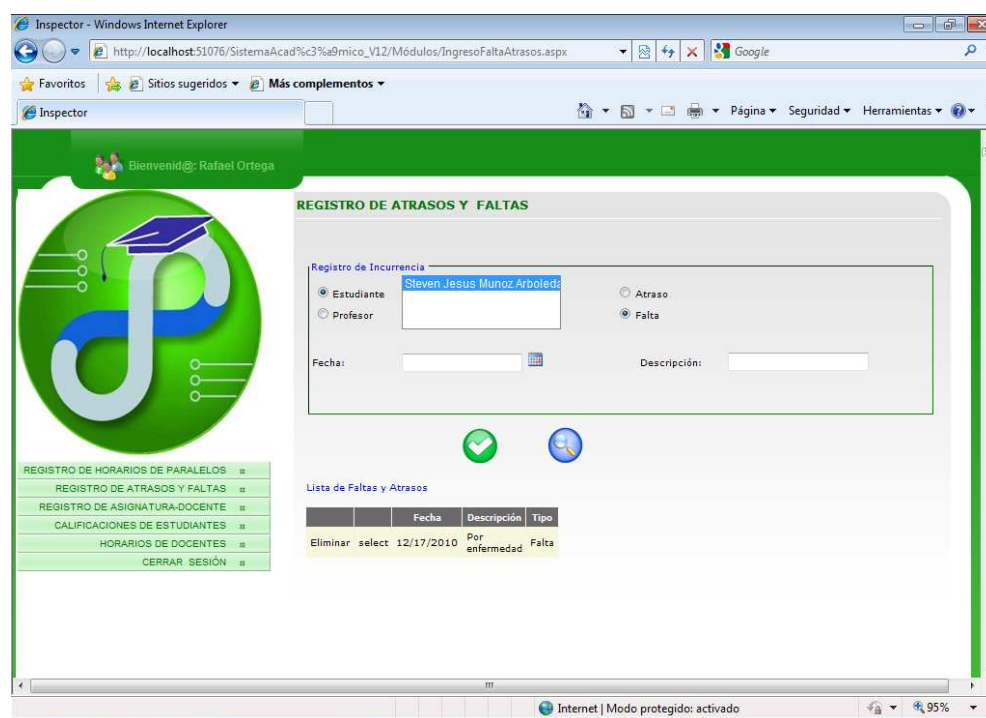 Inspector - Windows Internet Explorer
http://localhost:51076/SistemaAcad%c3%a9mico_V12/Módulos/IngresoFaltaAtrasos.aspx
Google
Favoritos
Sitios sugeridos
Más complementos
Inspector
Página
Seguridad
Herramientas
Bienvenid@: Rafael Ortega
REGISTRO DE ATRASOS Y FALTAS
Registro de Incurrencia
Estudiante
Profesor
Steven Jesus Munoz Arboleda
Atraso
Falta
Fecha:
Descripción:
REGISTRO DE HORARIOS DE PARALELOS
REGISTRO DE ATRASOS Y FALTAS
REGISTRO DE ASIGNATURA-DOCENTE
CALIFICACIONES DE ESTUDIANTES
HORARIOS DE DOCENTES
CERRAR SESIÓN
Lista de Faltas y Atrasos
Fecha Descripción Tipo
Eliminar select 12/17/2010 Por enfermedad Falta
Internet | Modo protegido: activado
95%